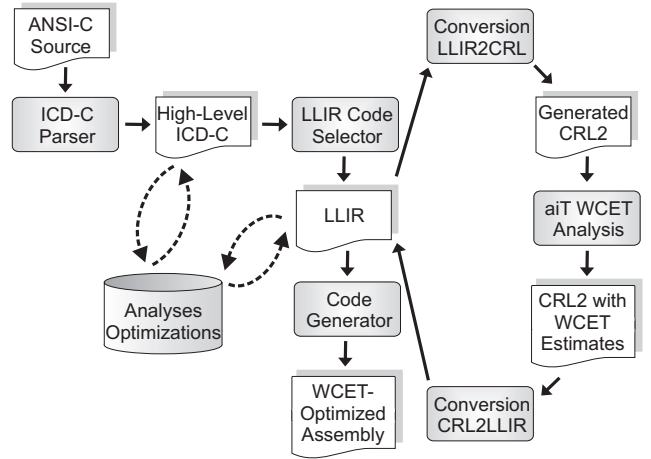 ANSI-C
Source
ICD-C
Parser
High-Level
ICD-C
LLIR Code
Selector
LLIR
Analyses
Optimizations
Code
Generator
WCET-
Optimized
Assembly
Conversion
LLIR2CRL
Generated
CRL2
aiT WCET
Analysis
CRL2 with
WCET
Estimates
Conversion
CRL2LLIR